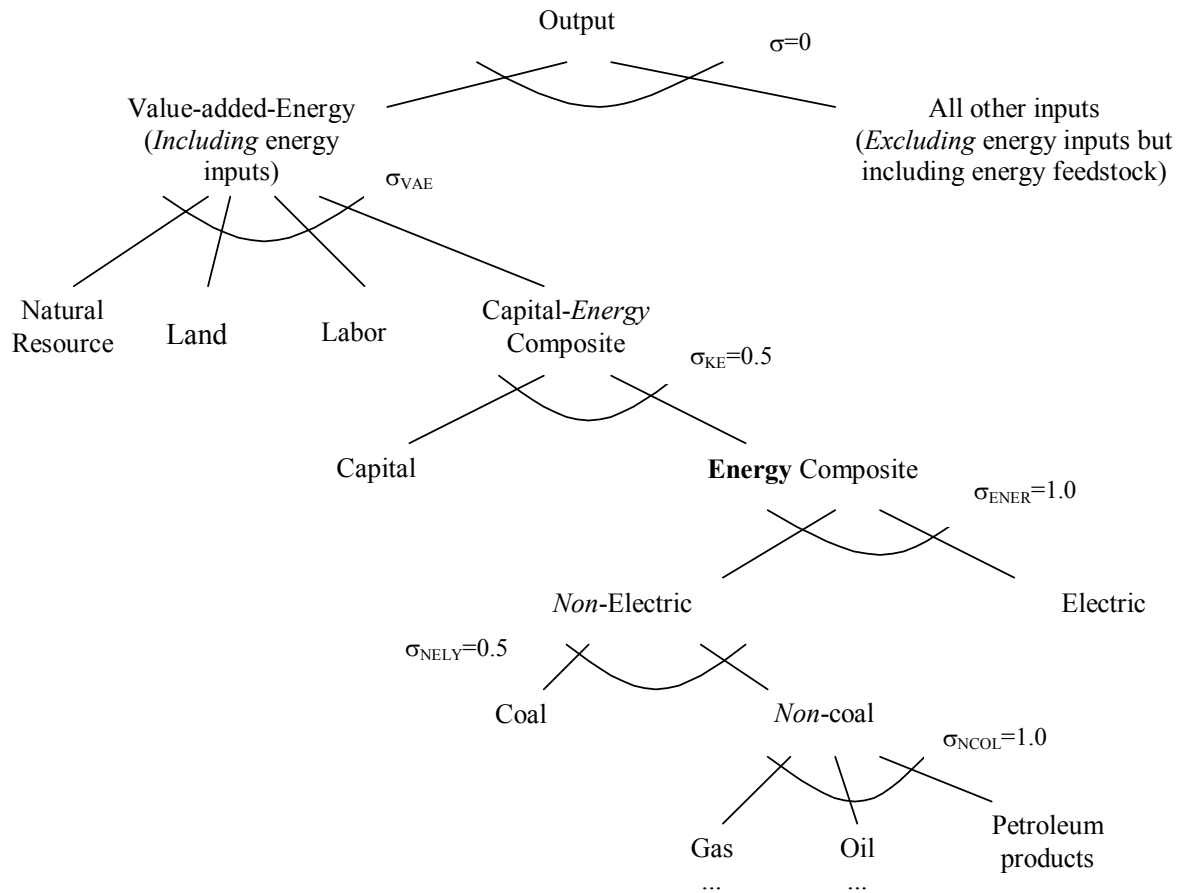 Output
σ=0
Value-added-Energy
(Including energy
inputs)
All other inputs
(Excluding energy inputs but
including energy feedstock)
σVAE
Natural
Resource
Land
Labor
Capital-Energy
Composite
σKE=0.5
Capital
Energy Composite
σENER=1.0
Non-Electric
Electric
σNELY=0.5
Coal
Non-coal
σNCOL=1.0
Gas
Oil
Petroleum
products
...
...